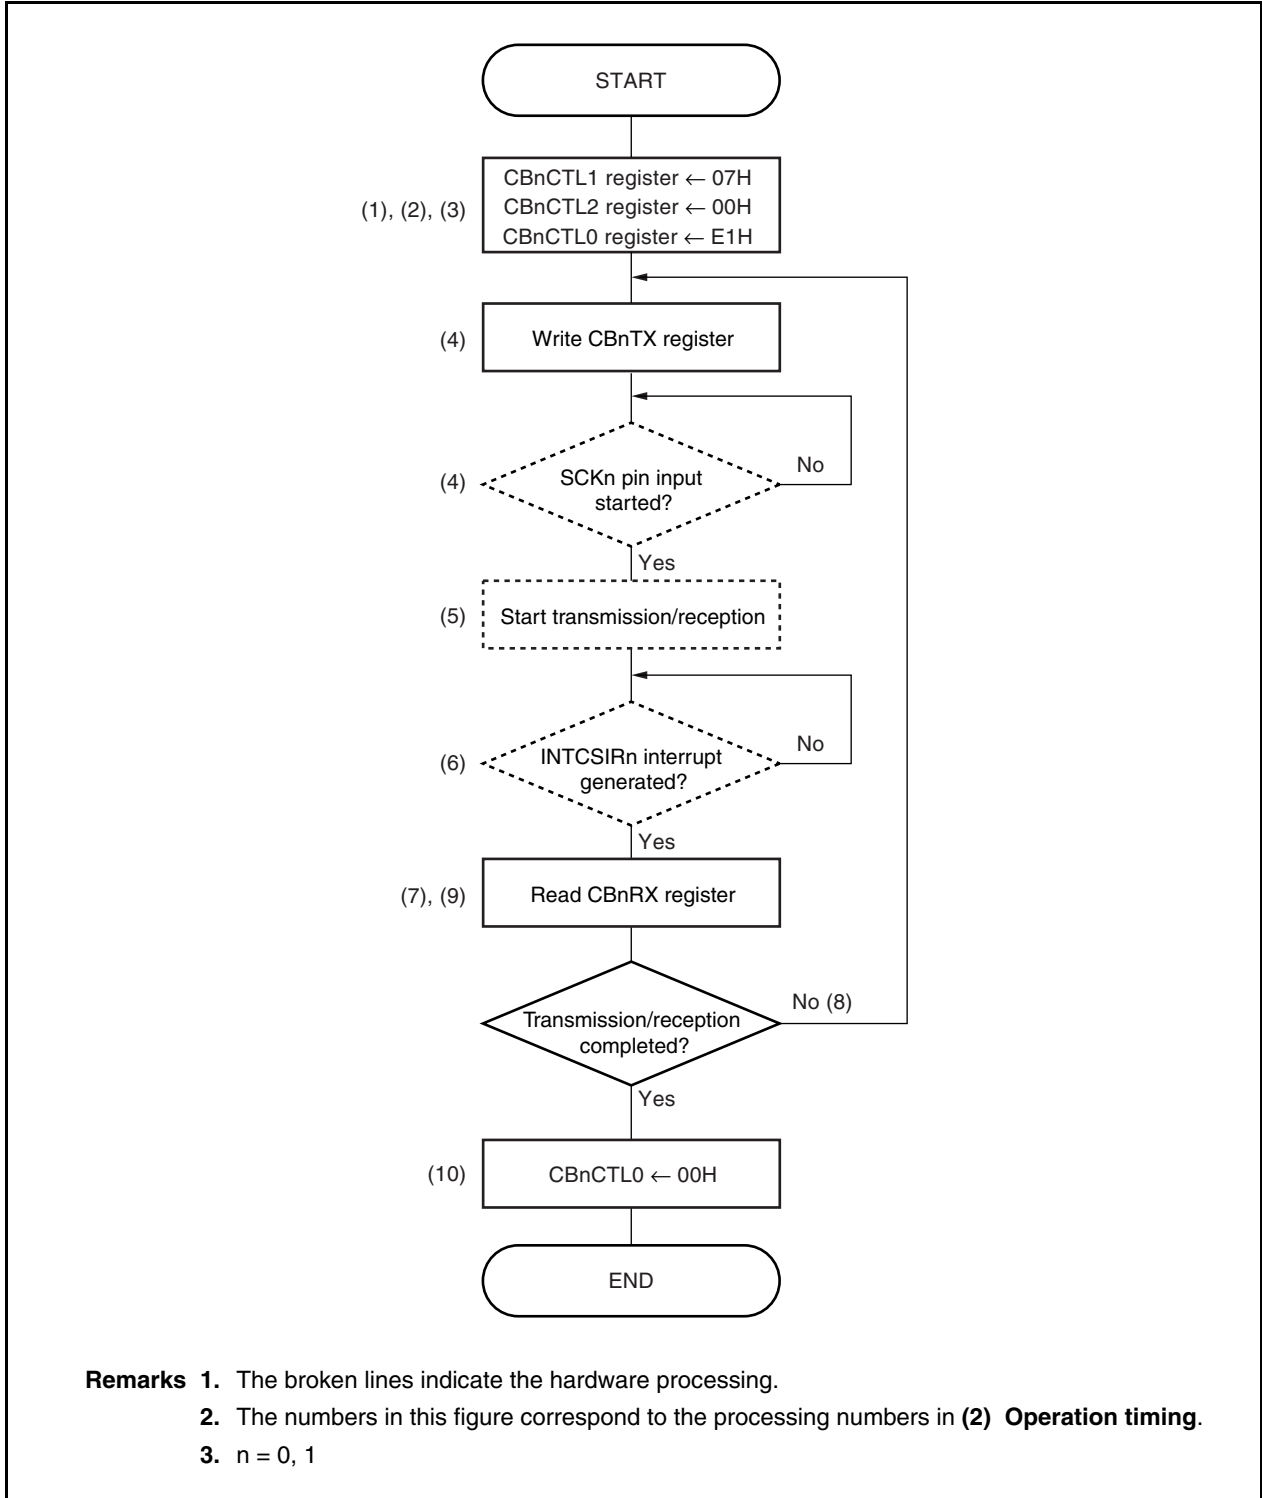 START
CBnCTL1 register ← 07H
(1), (2), (3)
CBnCTL2 register ← 00H
CBnCTL0 register ← E1H
(4)
Write CBnTX register
(4)
SCKn pin input
started?
No
Yes
(5)
Start transmission/reception
(6)
INTCSIRn interrupt
generated?
No
Yes
(7), (9)
Read CBnRX register
Transmission/reception
completed?
No (8)
Yes
(10)
CBnCTL0 ← 00H
END
Remarks 1. The broken lines indicate the hardware processing.
2. The numbers in this figure correspond to the processing numbers in (2) Operation timing.
3. n = 0, 1